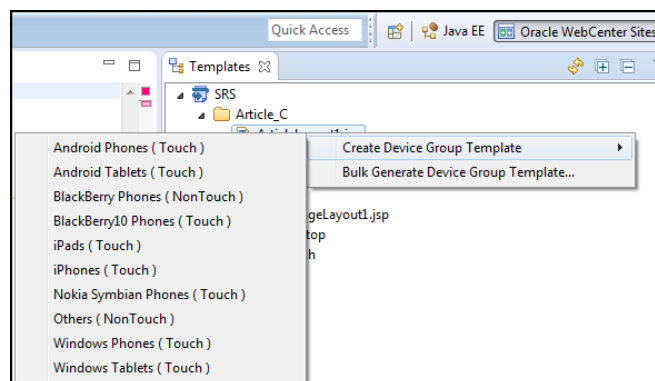 Quick Access
Java EE
Oracle WebCenter Sites
Templates
SRS
Article_C
Create Device Group Template
Bulk Generate Device Group Template...
Android Phones ( Touch )
Android Tablets ( Touch )
BlackBerry Phones ( NonTouch )
BlackBerry10 Phones ( Touch )
iPads ( Touch )
iPhones ( Touch )
Nokia Symbian Phones ( Touch )
Others ( NonTouch )
Windows Phones ( Touch )
Windows Tablets ( Touch )
geLayout1.jsp
top
h